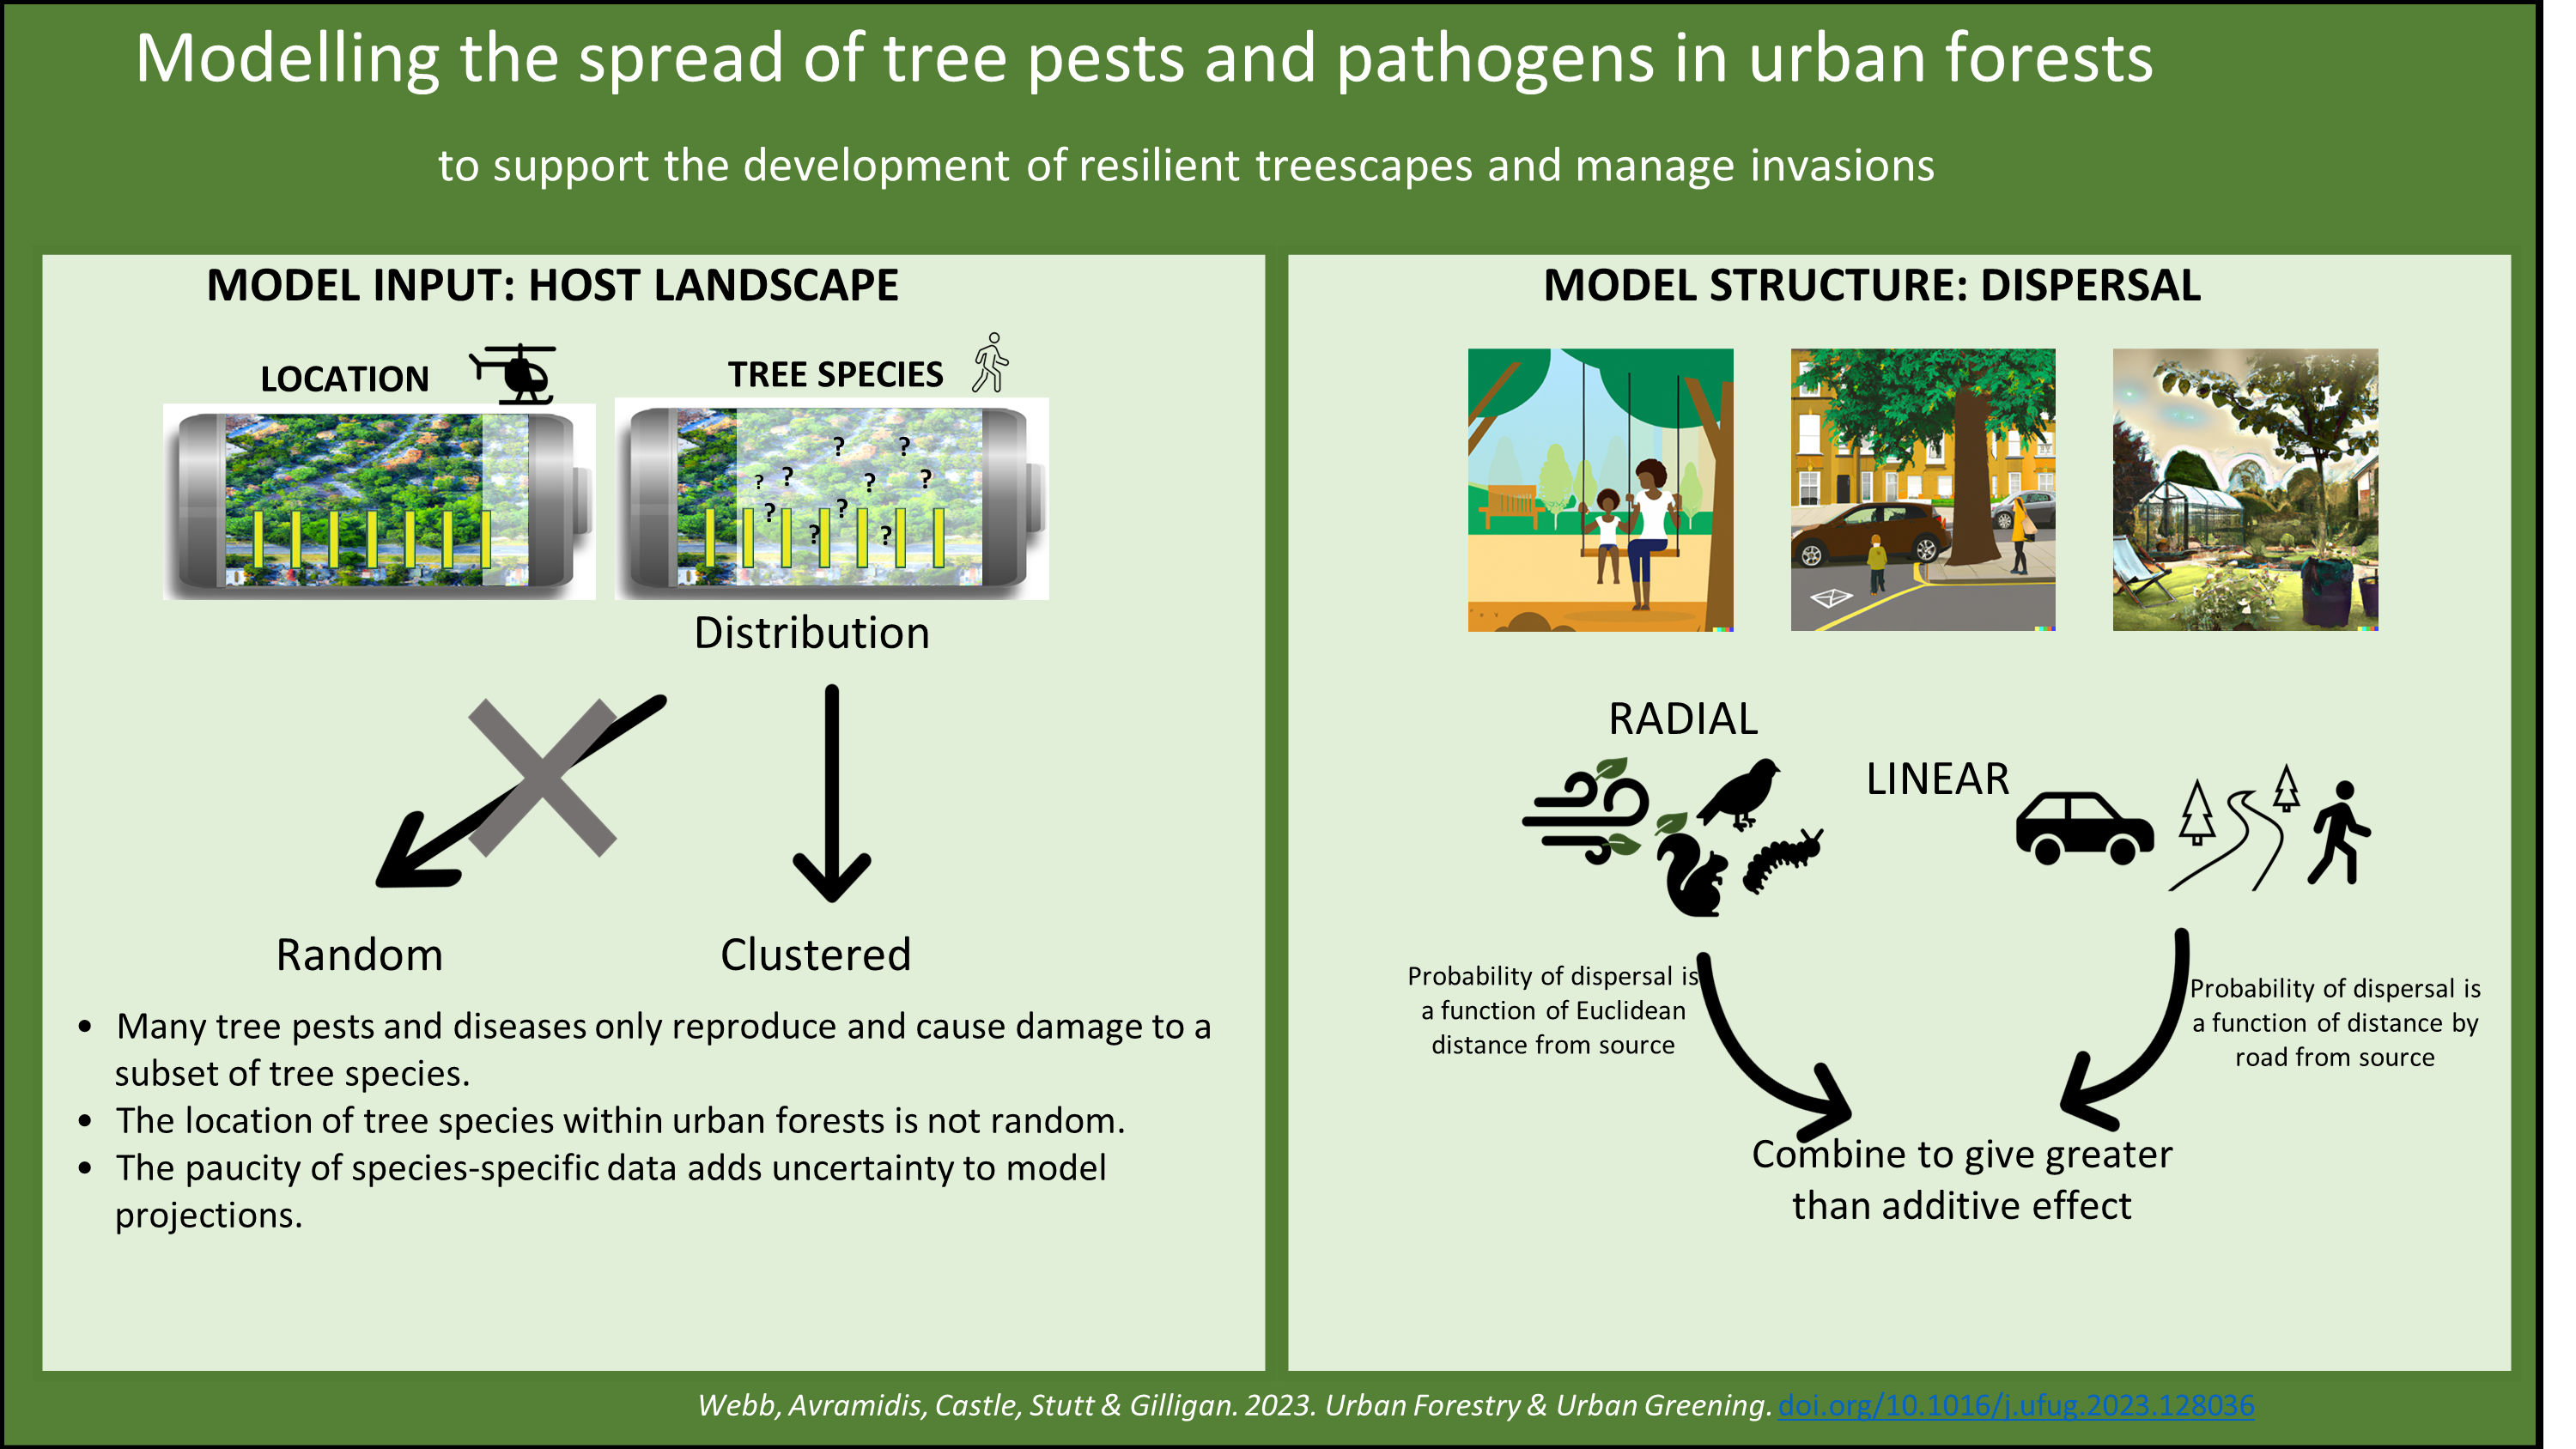 Modelling the spread of tree pests and pathogens in urban forests
to support the development of resilient treescapes and manage invasions
MODEL INPUT: HOST LANDSCAPE
LOCATION
TREE SPECIES
? ?
? ? ? ?
? ?
? ?
Distribution
Random
Clustered
• Many tree pests and diseases only reproduce and cause damage to a
subset of tree species.
• The location of tree species within urban forests is not random.
• The paucity of species-specific data adds uncertainty to model
projections.
MODEL STRUCTURE: DISPERSAL
RADIAL
LINEAR
Probability of dispersal is
a function of Euclidean
distance from source
Probability of dispersal is
a function of distance by
road from source
Combine to give greater
than additive effect
Webb, Avramidis, Castle, Stutt & Gilligan. 2023. Urban Forestry & Urban Greening. doi.org/10.1016/j.ufug.2023.128036